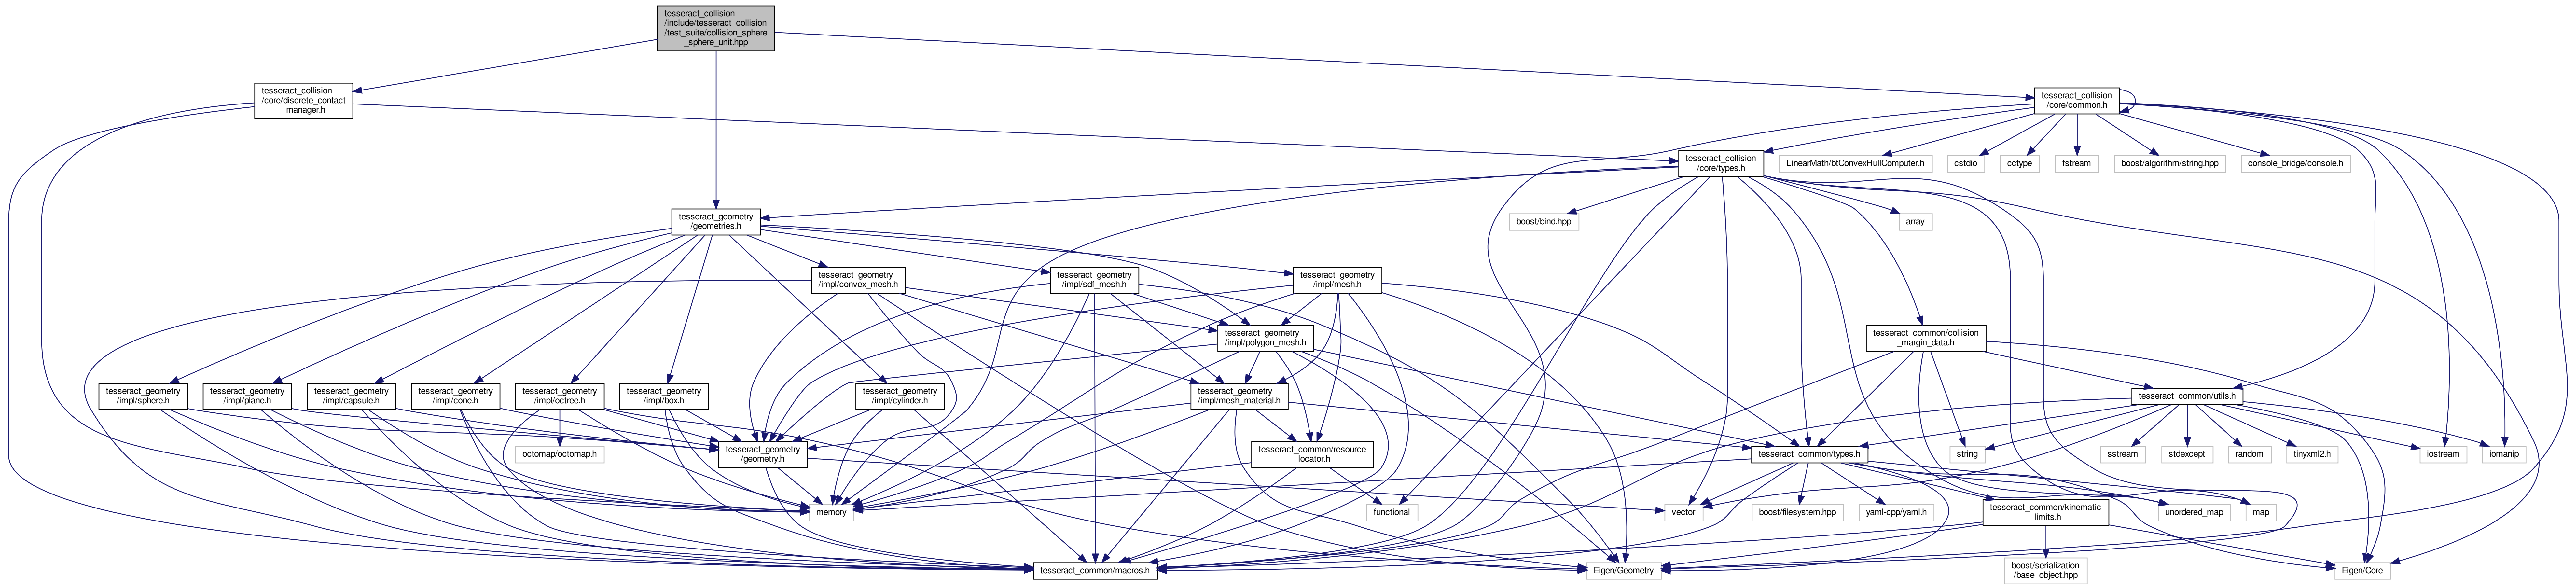 tesseract_collision
/include/tesseract_collision
/test_suite/collision_sphere
_sphere_unit.hpp
tesseract_collision
/core/discrete_contact
_manager.h
tesseract_collision
/core/common.h
tesseract_collision
/core/types.h
LinearMath/btConvexHullComputer.h
cstdio
cctype
fstream
boost/algorithm/string.hpp
console_bridge/console.h
tesseract_geometry
/geometries.h
boost/bind.hpp
array
tesseract_geometry
/impl/convex_mesh.h
tesseract_geometry
/impl/sdf_mesh.h
tesseract_geometry
/impl/mesh.h
tesseract_geometry
/impl/polygon_mesh.h
tesseract_common/collision
_margin_data.h
tesseract_geometry
/impl/sphere.h
tesseract_geometry
/impl/plane.h
tesseract_geometry
/impl/capsule.h
tesseract_geometry
/impl/cone.h
tesseract_geometry
/impl/octree.h
tesseract_geometry
/impl/box.h
tesseract_geometry
/impl/cylinder.h
tesseract_geometry
/impl/mesh_material.h
tesseract_common/utils.h
octomap/octomap.h
tesseract_geometry
/geometry.h
tesseract_common/resource
_locator.h
tesseract_common/types.h
string
sstream
stdexcept
random
tinyxml2.h
iostream
iomanip
memory
functional
vector
boost/filesystem.hpp
yaml-cpp/yaml.h
tesseract_common/kinematic
_limits.h
unordered_map
map
tesseract_common/macros.h
Eigen/Geometry
boost/serialization
/base_object.hpp
Eigen/Core